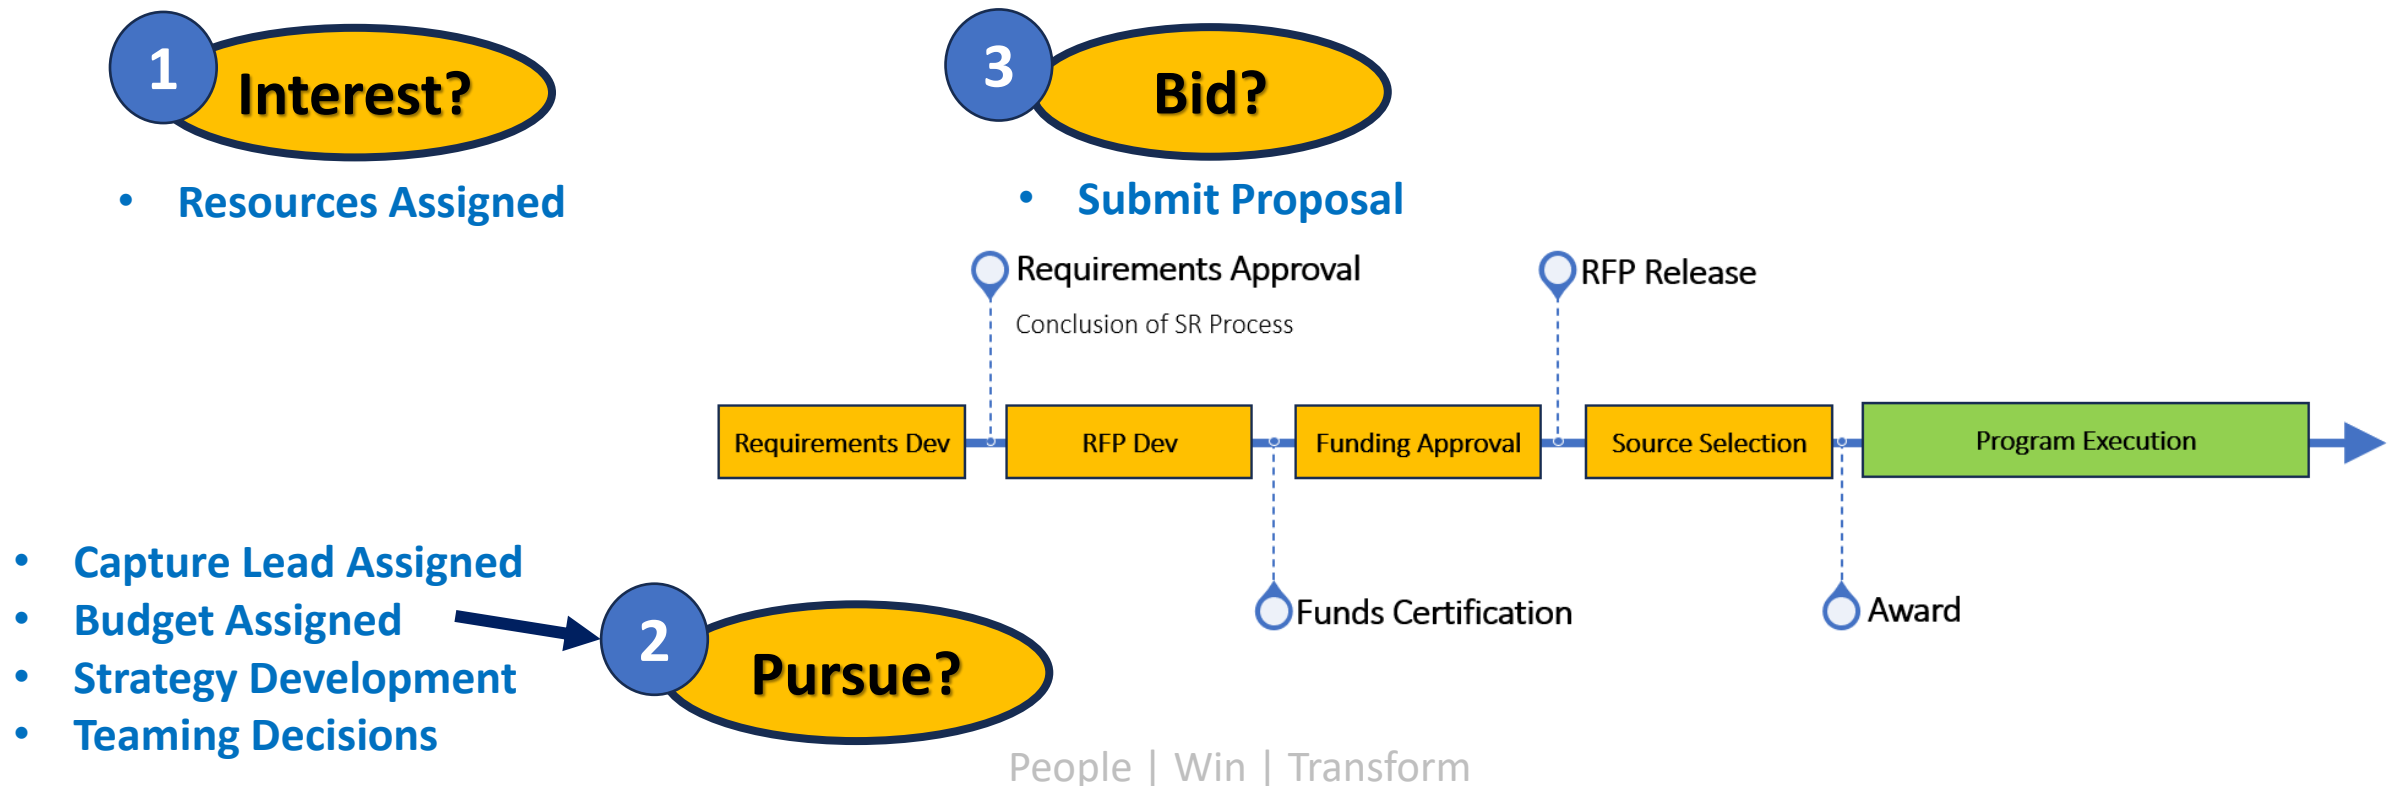 1
Interest?
• Resources Assigned
3
Bid?
• Submit Proposal
Requirements Approval
Conclusion of SR Process
RFP Release
Requirements Dev
RFP Dev
Funding Approval
Source Selection
Program Execution
Funds Certification
Award
• Capture Lead Assigned
• Budget Assigned
• Strategy Development
• Teaming Decisions
2
Pursue?
People | Win | Transform